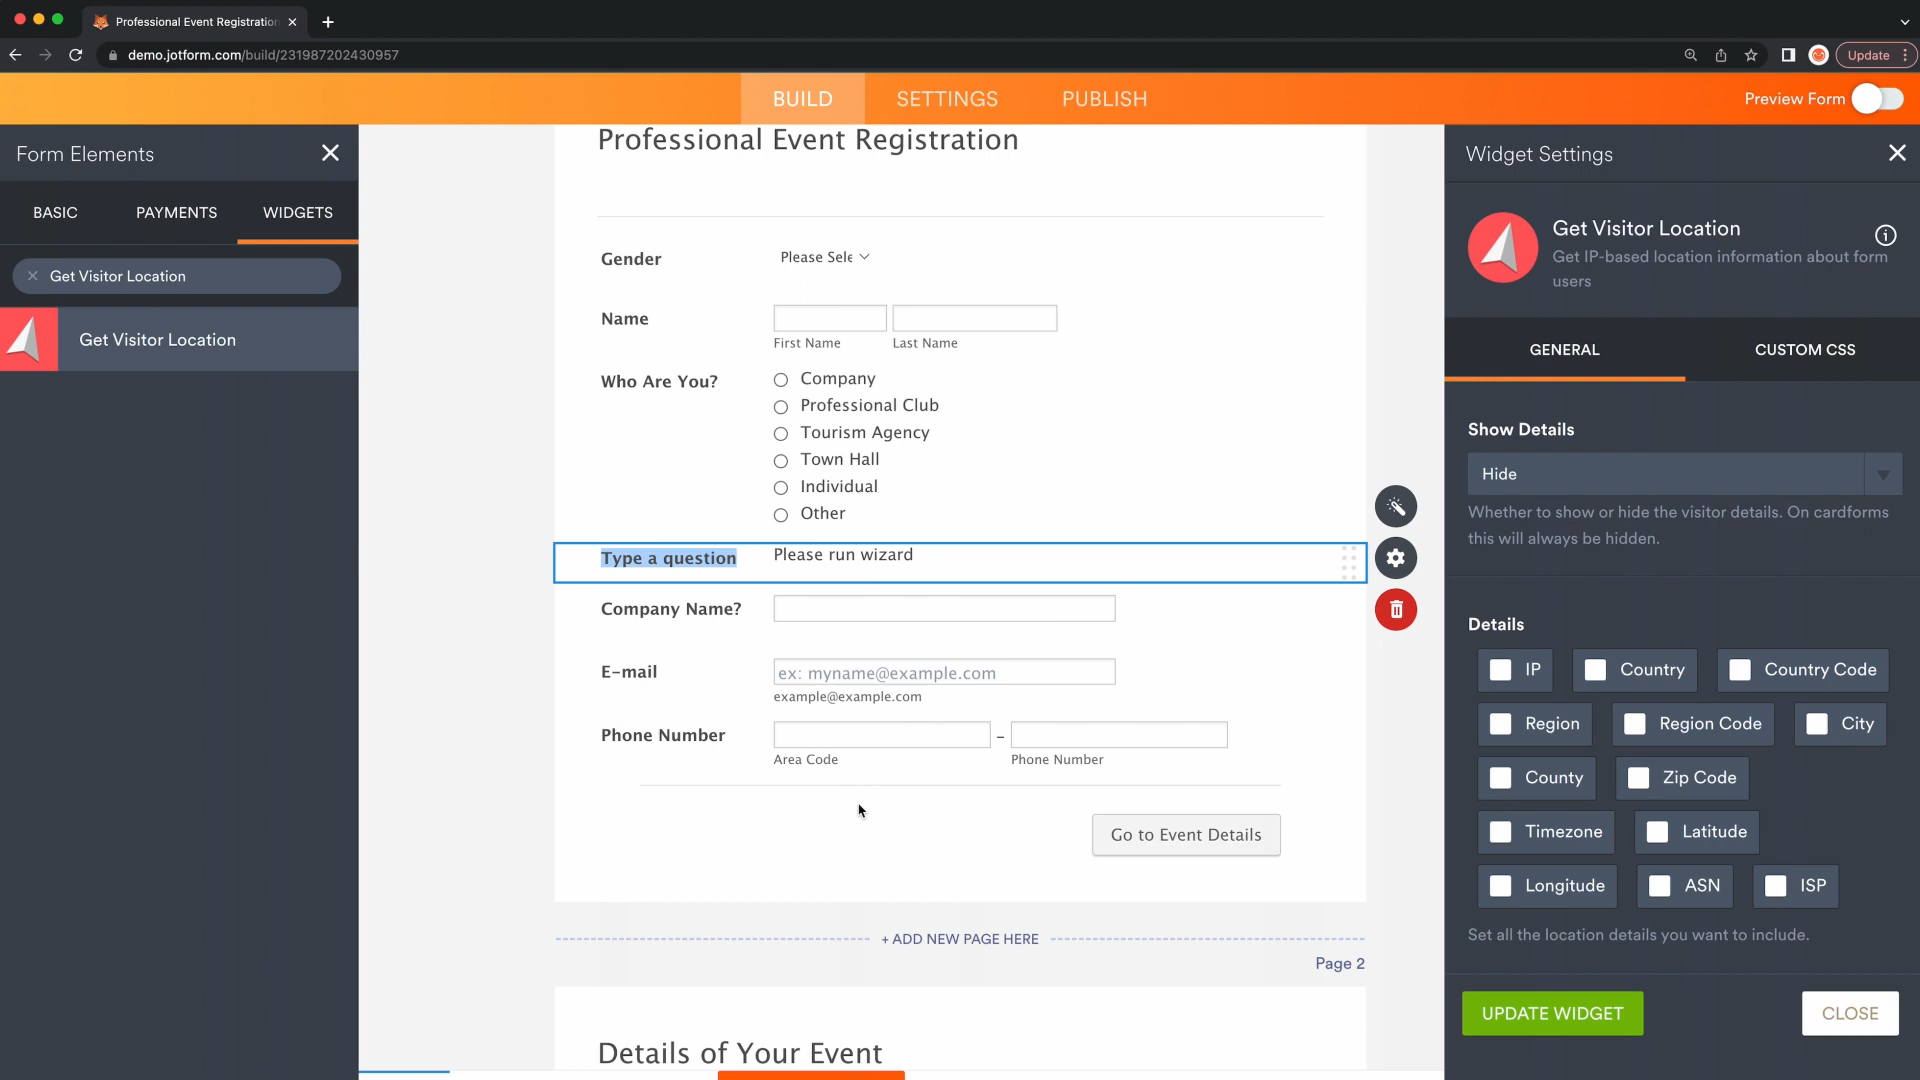 Professional Event Registration
demo.jotform.com/build/231987202430957
Update
BUILD
SETTINGS
PUBLISH
Preview Form
Form Elements
BASIC
PAYMENTS
WIDGETS
Get Visitor Location
Get Visitor Location
Professional Event Registration
Gender
Please Sele
Name
First Name
Last Name
Who Are You?
Company
Professional Club
Tourism Agency
Town Hall
Individual
Other
Type a question
Please run wizard
Company Name?
E-mail
ex: myname@example.com
example@example.com
Phone Number
-
Area Code
Phone Number
Go to Event Details
+ ADD NEW PAGE HERE
Page 2
Details of Your Event
Widget Settings
Get Visitor Location
Get IP-based location information about form
users
GENERAL
CUSTOM CSS
Show Details
Hide
Whether to show or hide the visitor details. On cardforms
this will always be hidden.
Details
IP
Country
Country Code
Region
Region Code
City
County
Zip Code
Timezone
Latitude
Longitude
ASN
ISP
Set all the location details you want to include.
UPDATE WIDGET
CLOSE